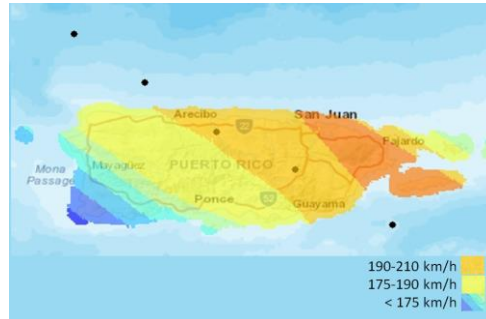 Arecibo
San Juan
22
Fajardo
Mona
Passage
Mayagüez
PUERTO RICO
Ponce
52
Guayama
190-210 km/h
175-190 km/h
< 175 km/h